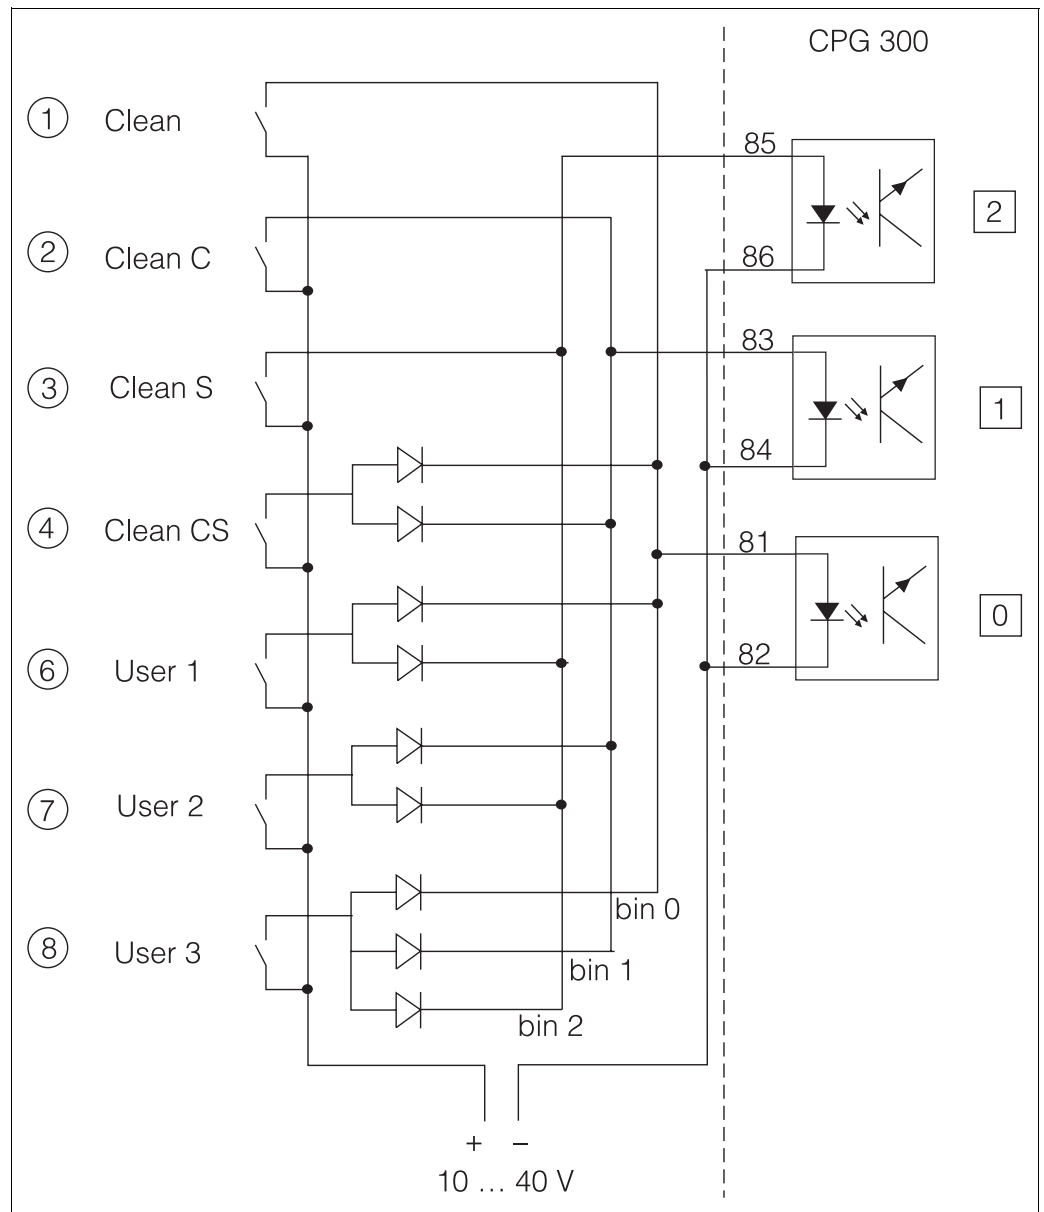 CPG 300
① Clean
85
2
② Clean C
86
83
③ Clean S
1
84
④ Clean CS
81
0
82
⑥ User 1
⑦ User 2
bin 0
⑧ User 3
bin 1
bin 2
+ −
10 ... 40 V